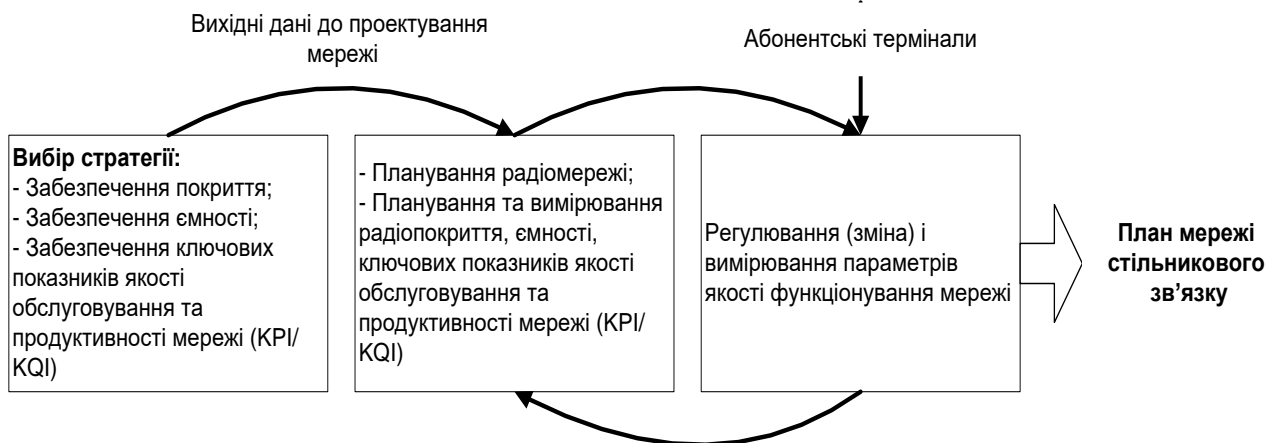 Вихідні дані до проектування
мережі
Абонентські термінали
Вибір стратегії:
- Забезпечення покриття;
- Забезпечення ємності;
- Забезпечення ключових
показників якості
обслуговування та
продуктивності мережі (KPI/
KQI)
- Планування радіомережі;
- Планування та вимірювання
радіопокриття, ємності,
ключових показників якості
обслуговування та
продуктивності мережі (KPI/
KQI)
Регулювання (зміна) і
вимірювання параметрів
якості функціонування мережі
План мережі
стільникового
зв’язку